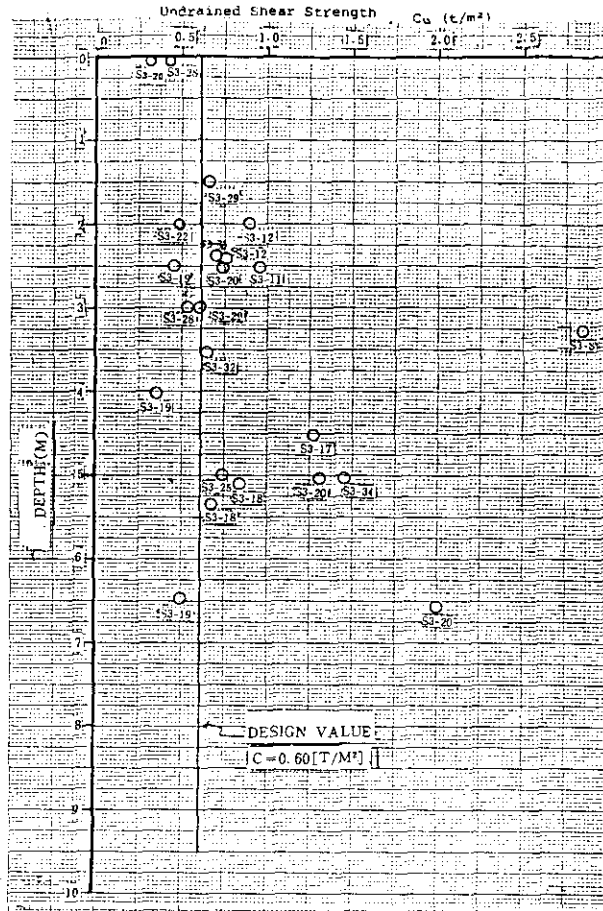 Undrained Shear Strength , Cu (t/m²)
0 0.5 1.0 1.5 2.0 2.5
0
S3-20 S3-28
1
S3-29
2
S3-22 S3-12
S3-12
S3-19 S3-20 S3-11
3
S3-28 S3-29
S3-32
4
S3-19
S3-17
DEPTH (M)
5
S3-25 S3-18 S3-20 S3-34
S3-18
6
S3-19 S3-20
7
8
DESIGN VALUE
C=0.60[T/M²]
9
10